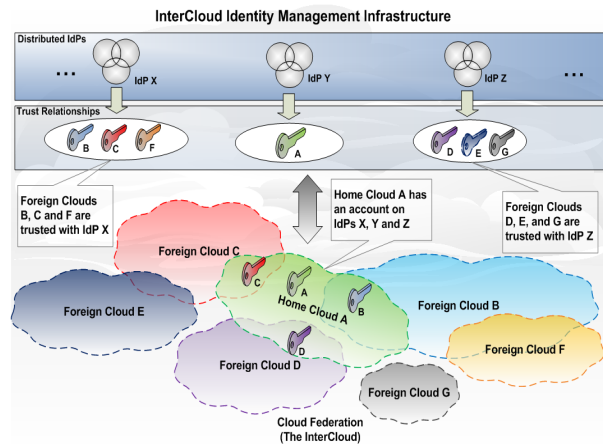 InterCloud Identity Management Infrastructure
Distributed IdPs
...
IdP X
IdP Y
IdP Z
...
Trust Relationships
B
C
F
A
D
E
G
Foreign Clouds
B, C and F are
trusted with IdP X
Home Cloud A has
an account on
IdPs X, Y and Z
Foreign Clouds
D, E, and G are
trusted with IdP Z
Foreign Cloud C
C
A
B
Home Cloud A
Foreign Cloud E
Foreign Cloud B
D
Foreign Cloud D
Foreign Cloud F
Foreign Cloud G
Cloud Federation
(The InterCloud)